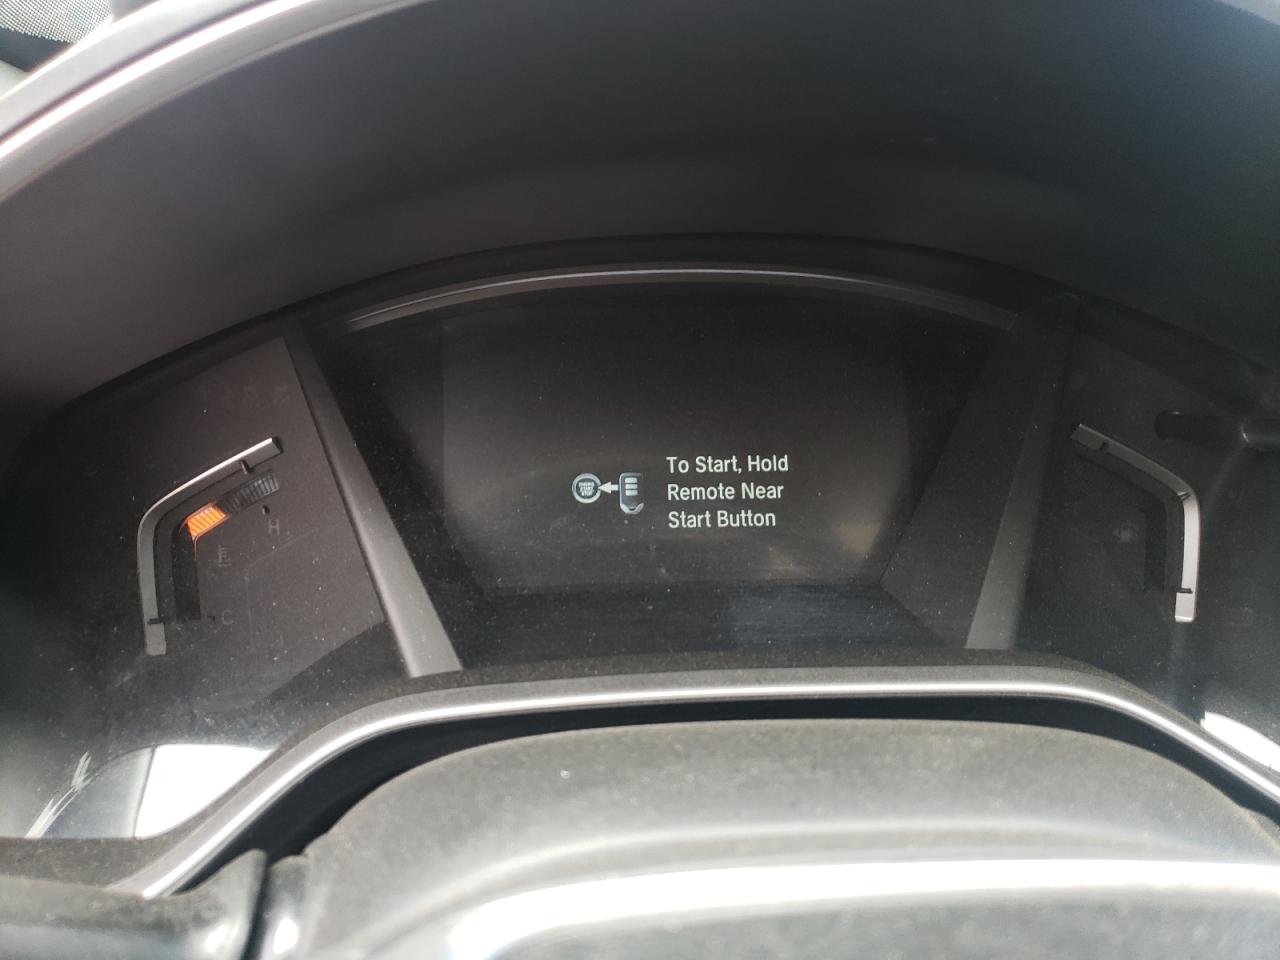 To Start, Hold
Remote Near
Start Button
H
C